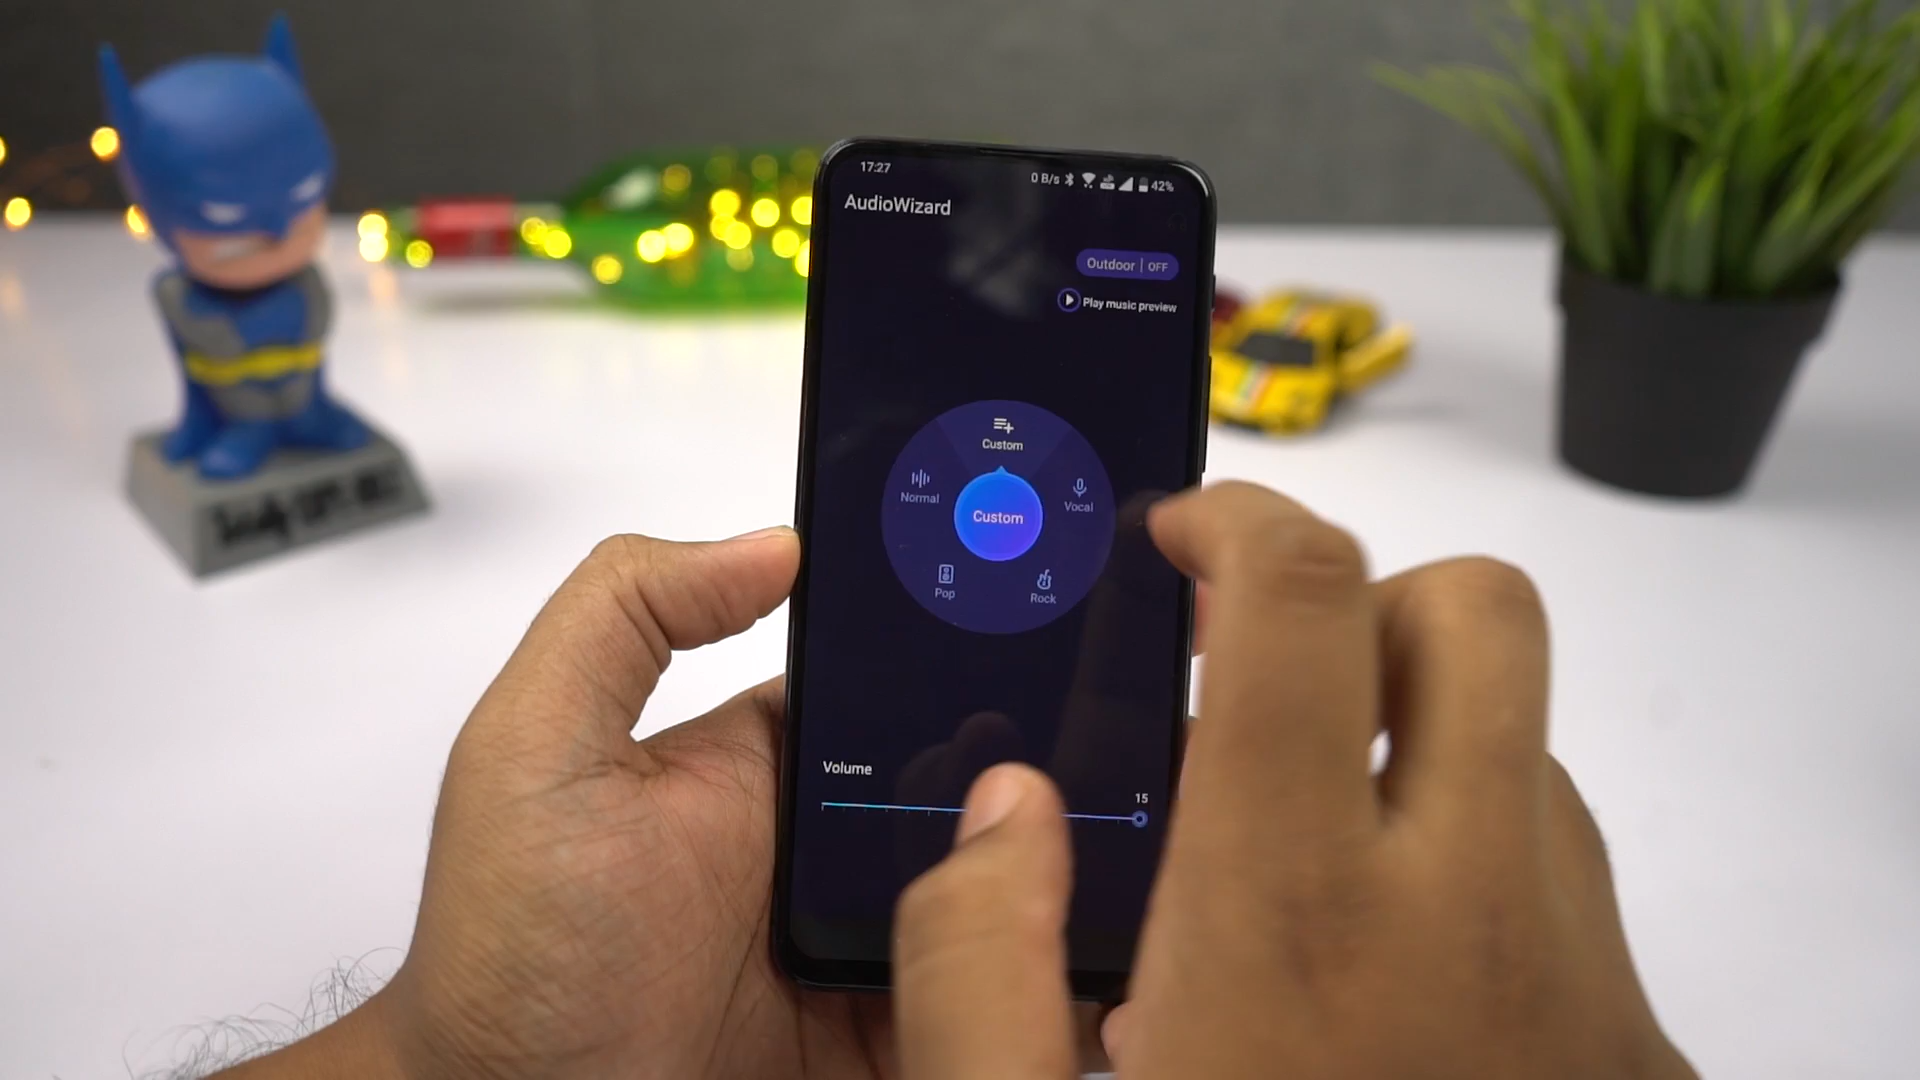 17:27
0 B/s 42%
AudioWizard
Outdoor | OFF
Play music preview
Custom
Normal
Vocal
Custom
Pop
Rock
Volume
15